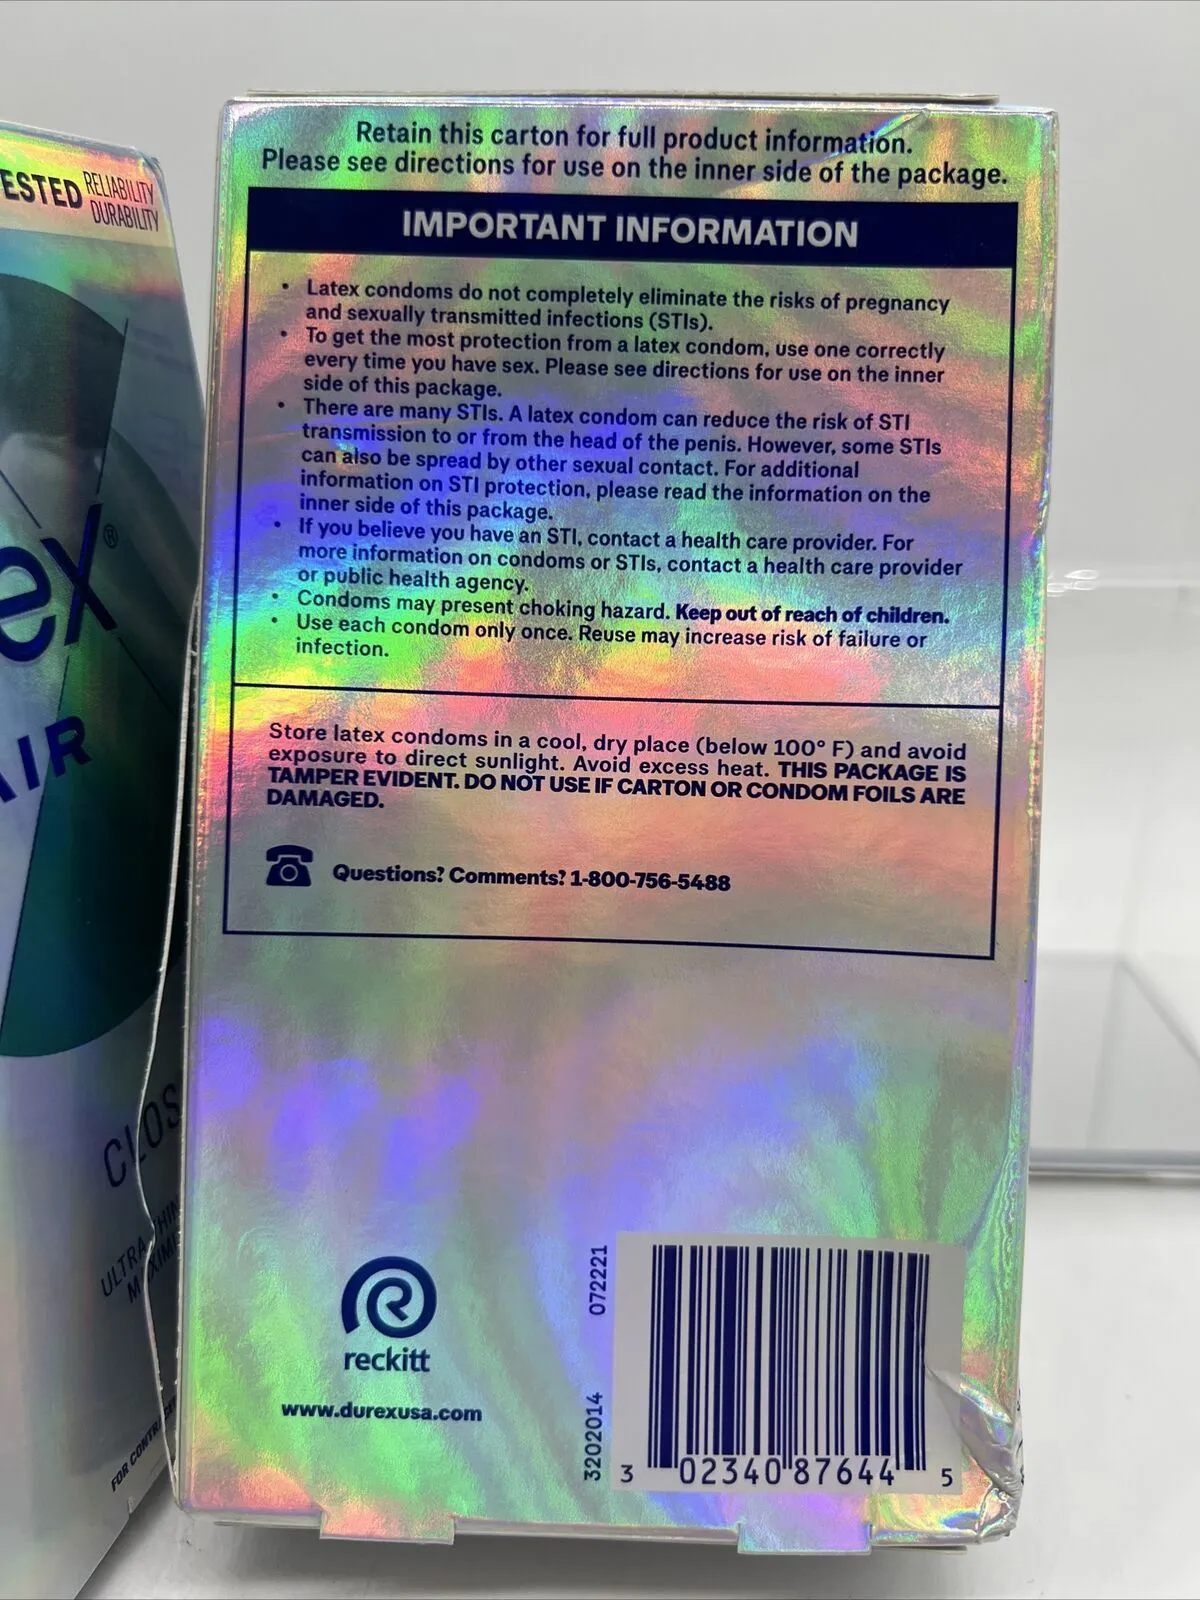 ESTED RELIABILITY
DURABILITY
ex®
AIR
CLOS
ULTRA THIN
MAXIM
FOR CONTRA
Retain this carton for full product information.
Please see directions for use on the inner side of the package.
IMPORTANT INFORMATION
• Latex condoms do not completely eliminate the risks of pregnancy
and sexually transmitted infections (STIs).
• To get the most protection from a latex condom, use one correctly
every time you have sex. Please see directions for use on the inner
side of this package.
• There are many STIs. A latex condom can reduce the risk of STI
transmission to or from the head of the penis. However, some STIs
can also be spread by other sexual contact. For additional
information on STI protection, please read the information on the
inner side of this package.
• If you believe you have an STI, contact a health care provider. For
more information on condoms or STIs, contact a health care provider
or public health agency.
• Condoms may present choking hazard. Keep out of reach of children.
• Use each condom only once. Reuse may increase risk of failure or
infection.
Store latex condoms in a cool, dry place (below 100° F) and avoid
exposure to direct sunlight. Avoid excess heat. THIS PACKAGE IS
TAMPER EVIDENT. DO NOT USE IF CARTON OR CONDOM FOILS ARE
DAMAGED.
Questions? Comments? 1-800-756-5488
reckitt
www.durexusa.com
3202014 072221
3 02340 87644 5